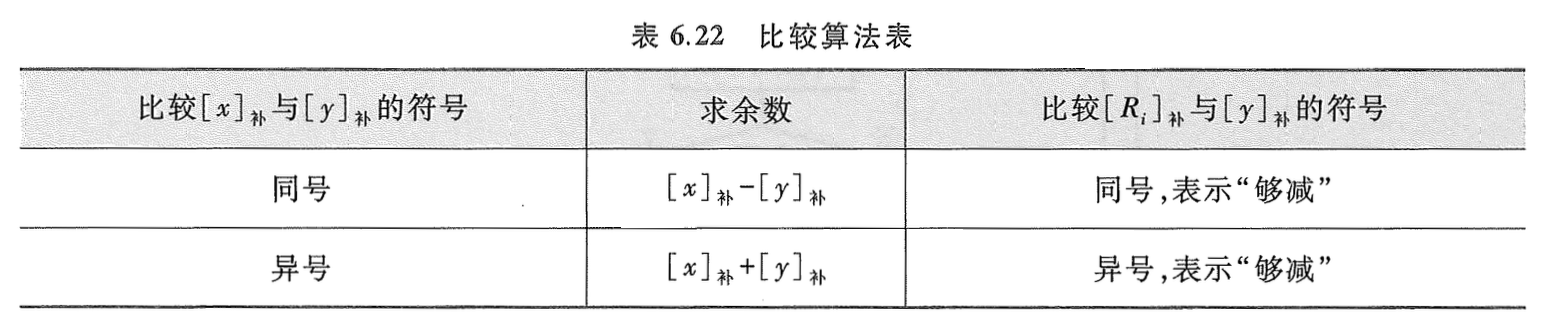 表 6.22 比较算法表
比较[x]补与[y]补的符号 求余数 比较[Ri]补与[y]补的符号
同号 [x]补-[y]补 同号,表示“够减”
异号 [x]补+[y]补 异号,表示“够减”